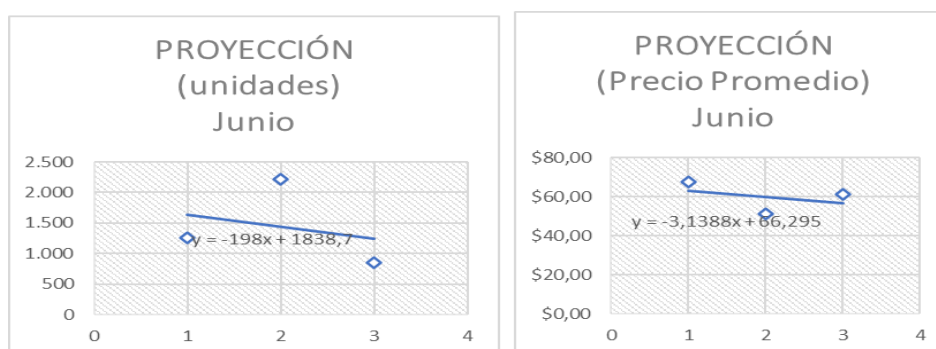 PROYECCIÓN
(unidades)
Junio
2.500
2.000
1.500
1.000
500
0
y = -198x + 1838,7
0 1 2 3 4
PROYECCIÓN
(Precio Promedio)
Junio
$80,00
$60,00
$40,00
$20,00
$0,00
y = -3,1388x + 66,295
0 1 2 3 4